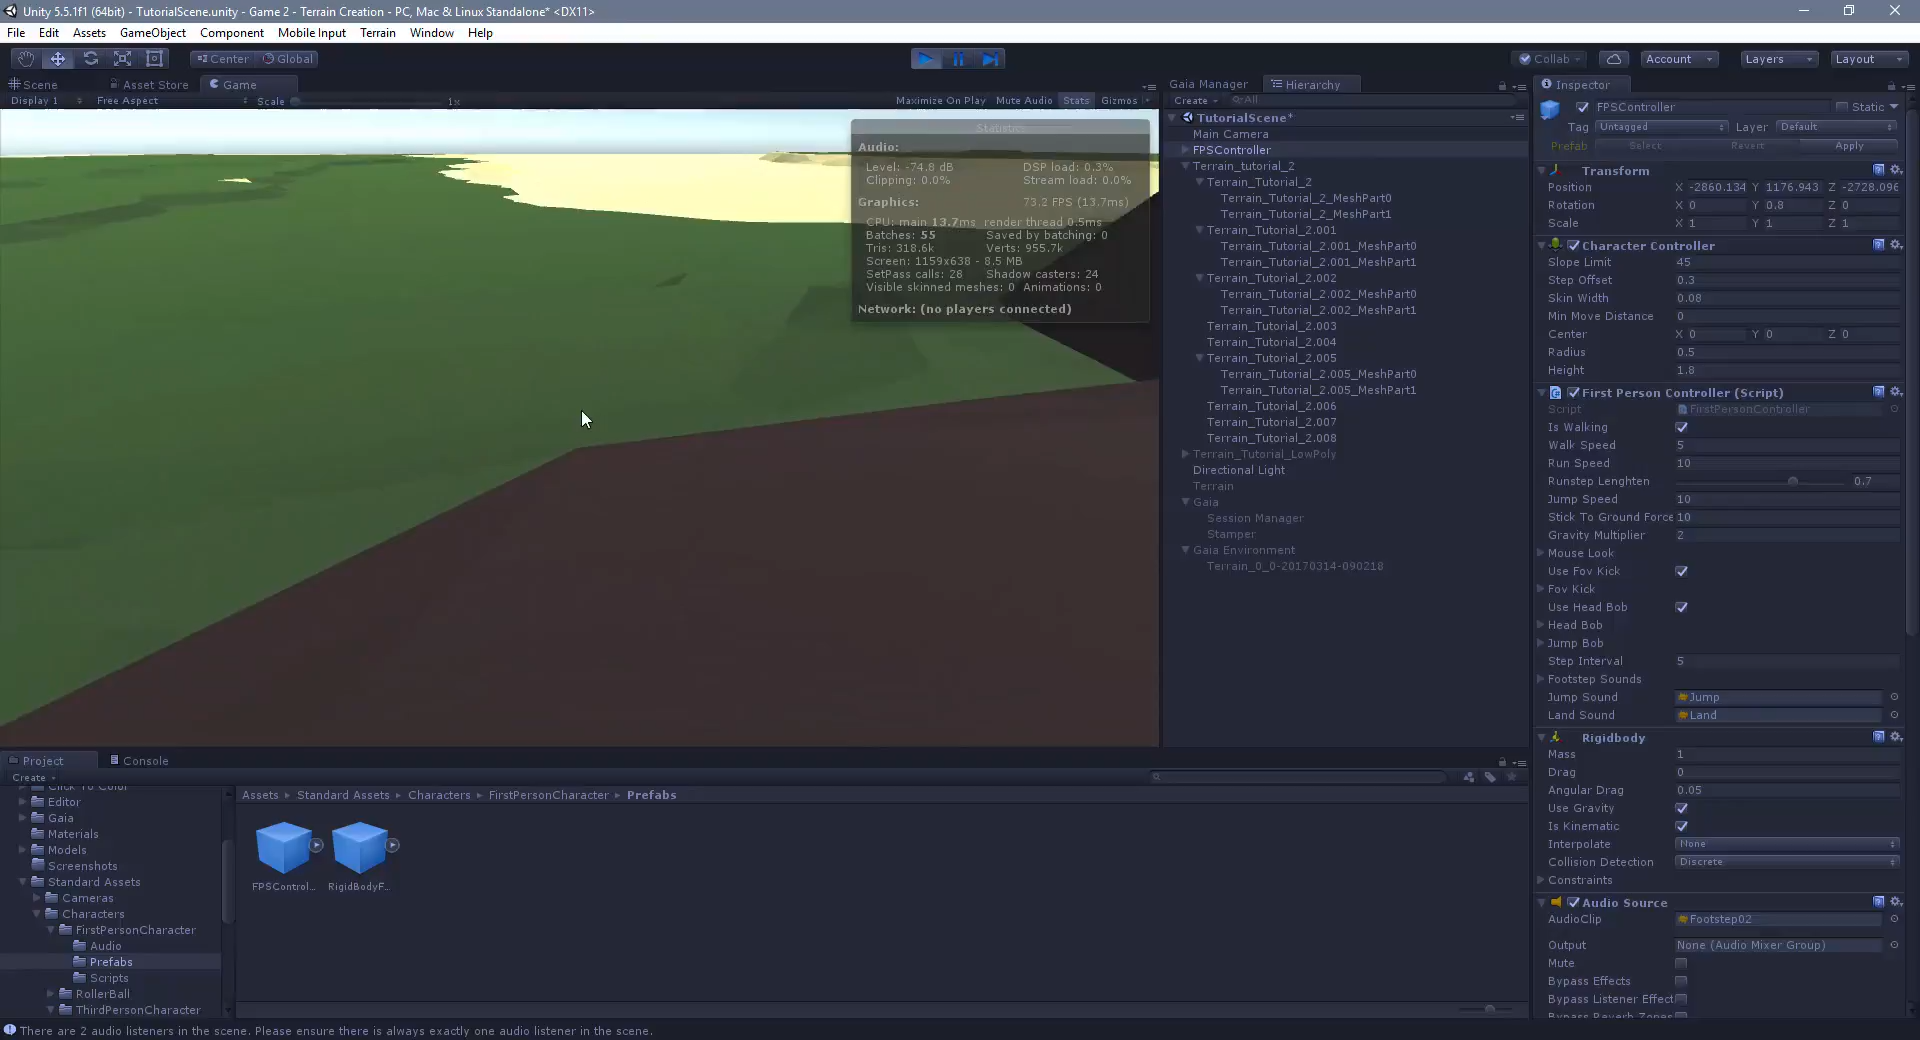 Unity 5.5.1f1 (64bit) - TutorialScene.unity - Game 2 - Terrain Creation - PC, Mac & Linux Standalone* <DX11>
File Edit Assets GameObject Component Mobile Input Terrain Window Help
Center Global Collab Account Layers Layout
Scene Asset Store Game
Display 1 Free Aspect Scale 1x Maximize On Play Mute Audio Stats Gizmos
Statistics
Audio:
Level: -74.8 dB DSP load: 0.3%
Clipping: 0.0% Stream load: 0.0%
Graphics: 73.2 FPS (13.7ms)
CPU: main 13.7ms render thread 0.5ms
Batches: 55 Saved by batching: 0
Tris: 318.6k Verts: 955.7k
Screen: 1159x638 - 8.5 MB
SetPass calls: 28 Shadow casters: 24
Visible skinned meshes: 0 Animations: 0
Network: (no players connected)
Gaia Manager Hierarchy
Create All
TutorialScene*
Main Camera
FPSController
Terrain_tutorial_2
Terrain_Tutorial_2
Terrain_Tutorial_2_MeshPart0
Terrain_Tutorial_2_MeshPart1
Terrain_Tutorial_2.001
Terrain_Tutorial_2.001_MeshPart0
Terrain_Tutorial_2.001_MeshPart1
Terrain_Tutorial_2.002
Terrain_Tutorial_2.002_MeshPart0
Terrain_Tutorial_2.002_MeshPart1
Terrain_Tutorial_2.003
Terrain_Tutorial_2.004
Terrain_Tutorial_2.005
Terrain_Tutorial_2.005_MeshPart0
Terrain_Tutorial_2.005_MeshPart1
Terrain_Tutorial_2.006
Terrain_Tutorial_2.007
Terrain_Tutorial_2.008
Terrain_Tutorial_LowPoly
Directional Light
Terrain
Gaia
Session Manager
Stamper
Gaia Environment
Terrain_0_0-20170314-090218
Inspector
FPSController Static
Tag Untagged Layer Default
Prefab Select Revert Apply
Transform
Position X -2860.134 Y 1176.943 Z -2728.096
Rotation X 0 Y 0.8 Z 0
Scale X 1 Y 1 Z 1
Character Controller
Slope Limit 45
Step Offset 0.3
Skin Width 0.08
Min Move Distance 0
Center X 0 Y 0 Z 0
Radius 0.5
Height 1.8
First Person Controller (Script)
Script FirstPersonController
Is Walking
Walk Speed 5
Run Speed 10
Runstep Lenghten 0.7
Jump Speed 10
Stick To Ground Force 10
Gravity Multiplier 2
Mouse Look
Use Fov Kick
Fov Kick
Use Head Bob
Head Bob
Jump Bob
Step Interval 5
Footstep Sounds
Jump Sound Jump
Land Sound Land
Rigidbody
Mass 1
Drag 0
Angular Drag 0.05
Use Gravity
Is Kinematic
Interpolate None
Collision Detection Discrete
Constraints
Audio Source
AudioClip Footstep02
Output None (Audio Mixer Group)
Mute
Bypass Effects
Bypass Listener Effect
Bypass Reverb Zones
Project Console
Create
Click To Color
Editor
Gaia
Materials
Models
Screenshots
Standard Assets
Cameras
Characters
FirstPersonCharacter
Audio
Prefabs
Scripts
RollerBall
ThirdPersonCharacter
Assets Standard Assets Characters FirstPersonCharacter Prefabs
FPSControl... RigidBodyF...
There are 2 audio listeners in the scene. Please ensure there is always exactly one audio listener in the scene.